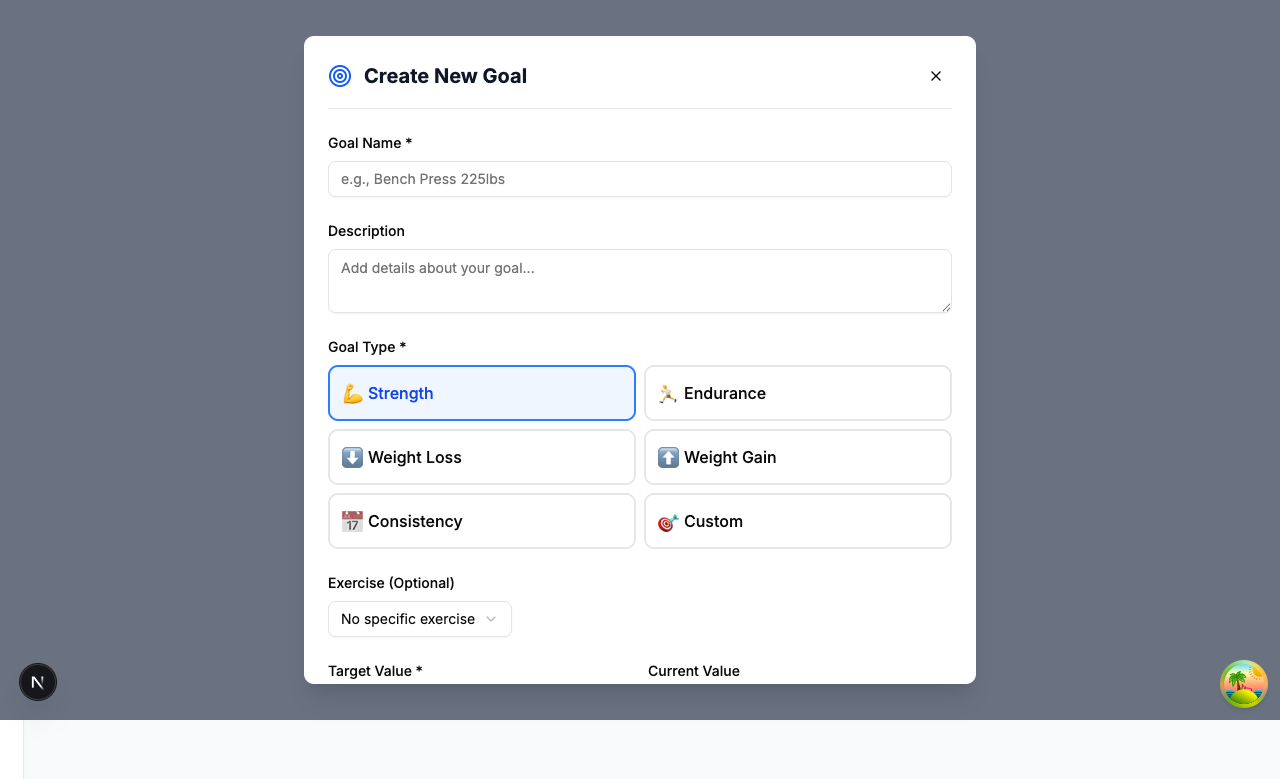 Create New Goal
Goal Name *
e.g., Bench Press 225lbs
Description
Add details about your goal...
Goal Type *
💪 Strength
🏃 Endurance
⬇️ Weight Loss
⬆️ Weight Gain
📅 Consistency
🎯 Custom
Exercise (Optional)
No specific exercise
Target Value *
Current Value
N